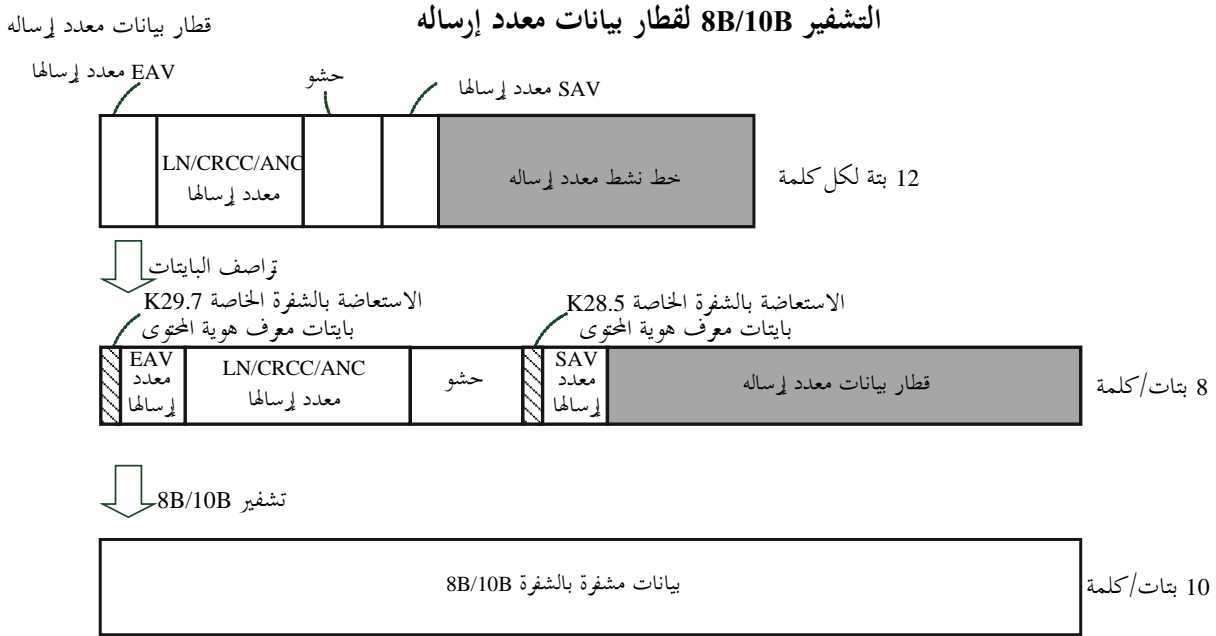 التشفير 8B/10B لقطار بيانات معدد إرساله
قطار بيانات معدد إرساله
EAV معدد إرسالها
حشو
SAV معدد إرسالها
LN/CRCC/ANC
معدد إرسالها
خط نشط معدد إرساله
12 بتة لكل كلمة
تراصف البايتات
الاستعاضة بالشفرة الخاصة K29.7
بايتات معرف هوية المحتوى
الاستعاضة بالشفرة الخاصة K28.5
بايتات معرف هوية المحتوى
EAV
معدد
إرسالها
LN/CRCC/ANC
معدد إرسالها
حشو
SAV
معدد
إرسالها
قطار بيانات معدد إرساله
8 بتات/كلمة
تشفير 8B/10B
بيانات مشفرة بالشفرة 8B/10B
10 بتات/كلمة